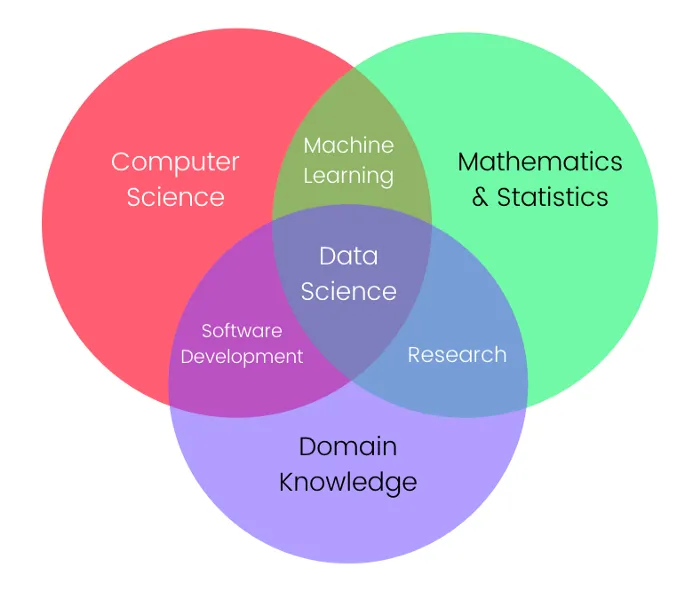 Computer
Science
Machine
Learning
Mathematics
& Statistics
Data
Science
Software
Development
Research
Domain
Knowledge